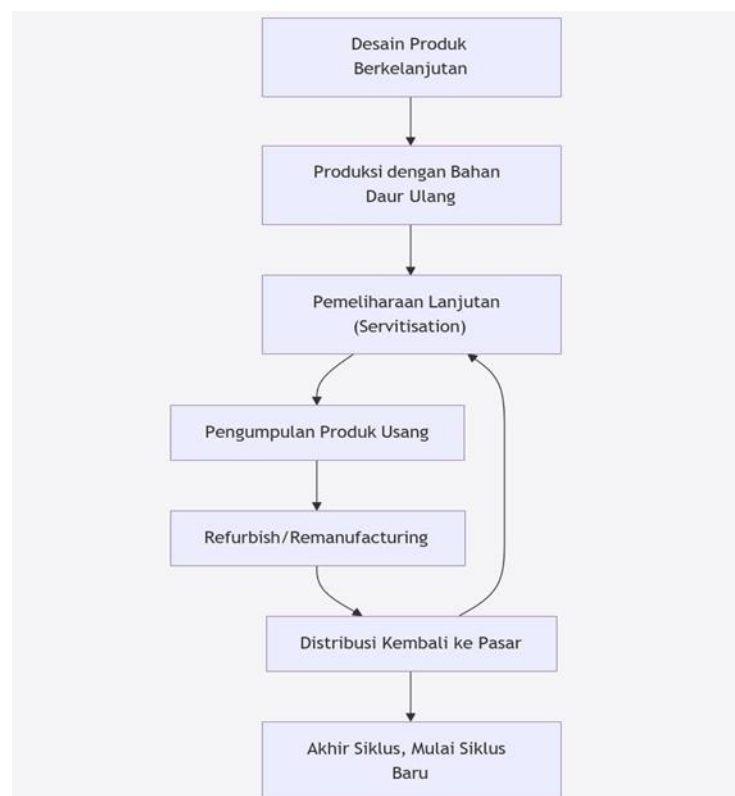 Desain Produk
Berkelanjutan
Produksi dengan Bahan
Daur Ulang
Pemeliharaan Lanjutan
(Servitisation)
Pengumpulan Produk Usang
Refurbish/Remanufacturing
Distribusi Kembali ke Pasar
Akhir Siklus, Mulai Siklus
Baru